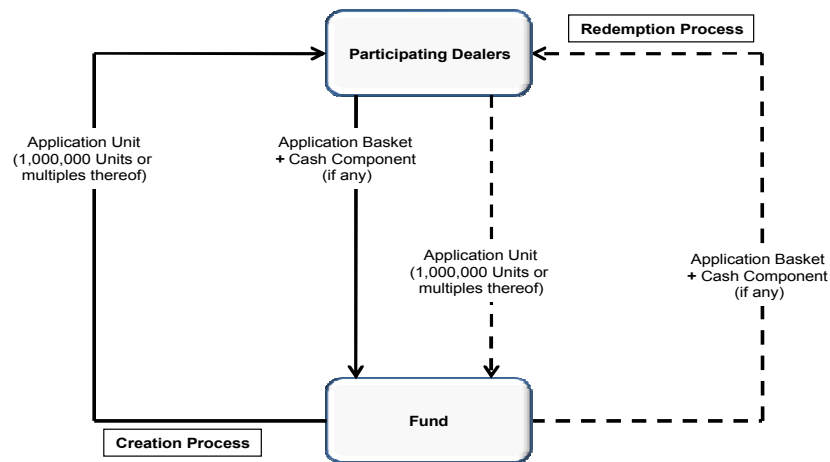 Redemption Process
Participating Dealers
Application Unit
(1,000,000 Units or
multiples thereof)
Application Basket
+ Cash Component
(if any)
Application Unit
(1,000,000 Units or
multiples thereof)
Application Basket
+ Cash Component
(if any)
Fund
Creation Process